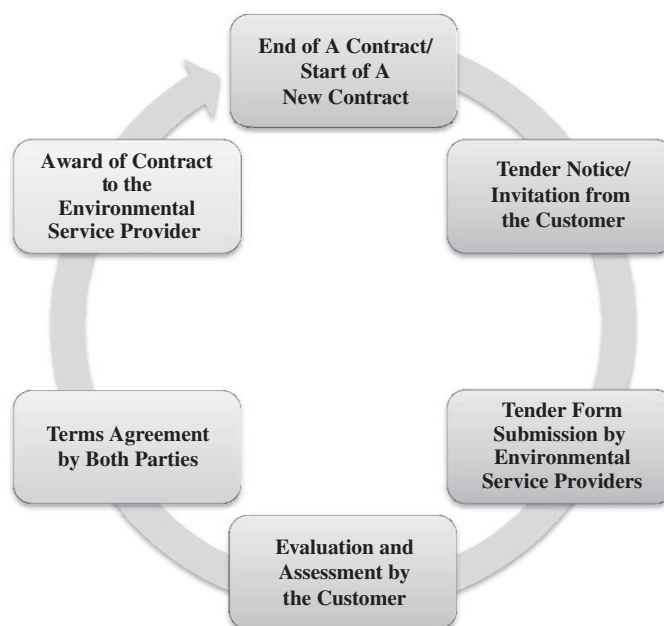 End of A Contract/
Start of A
New Contract
Tender Notice/
Invitation from
the Customer
Tender Form
Submission by
Environmental
Service Providers
Evaluation and
Assessment by
the Customer
Terms Agreement
by Both Parties
Award of Contract
to the
Environmental
Service Provider